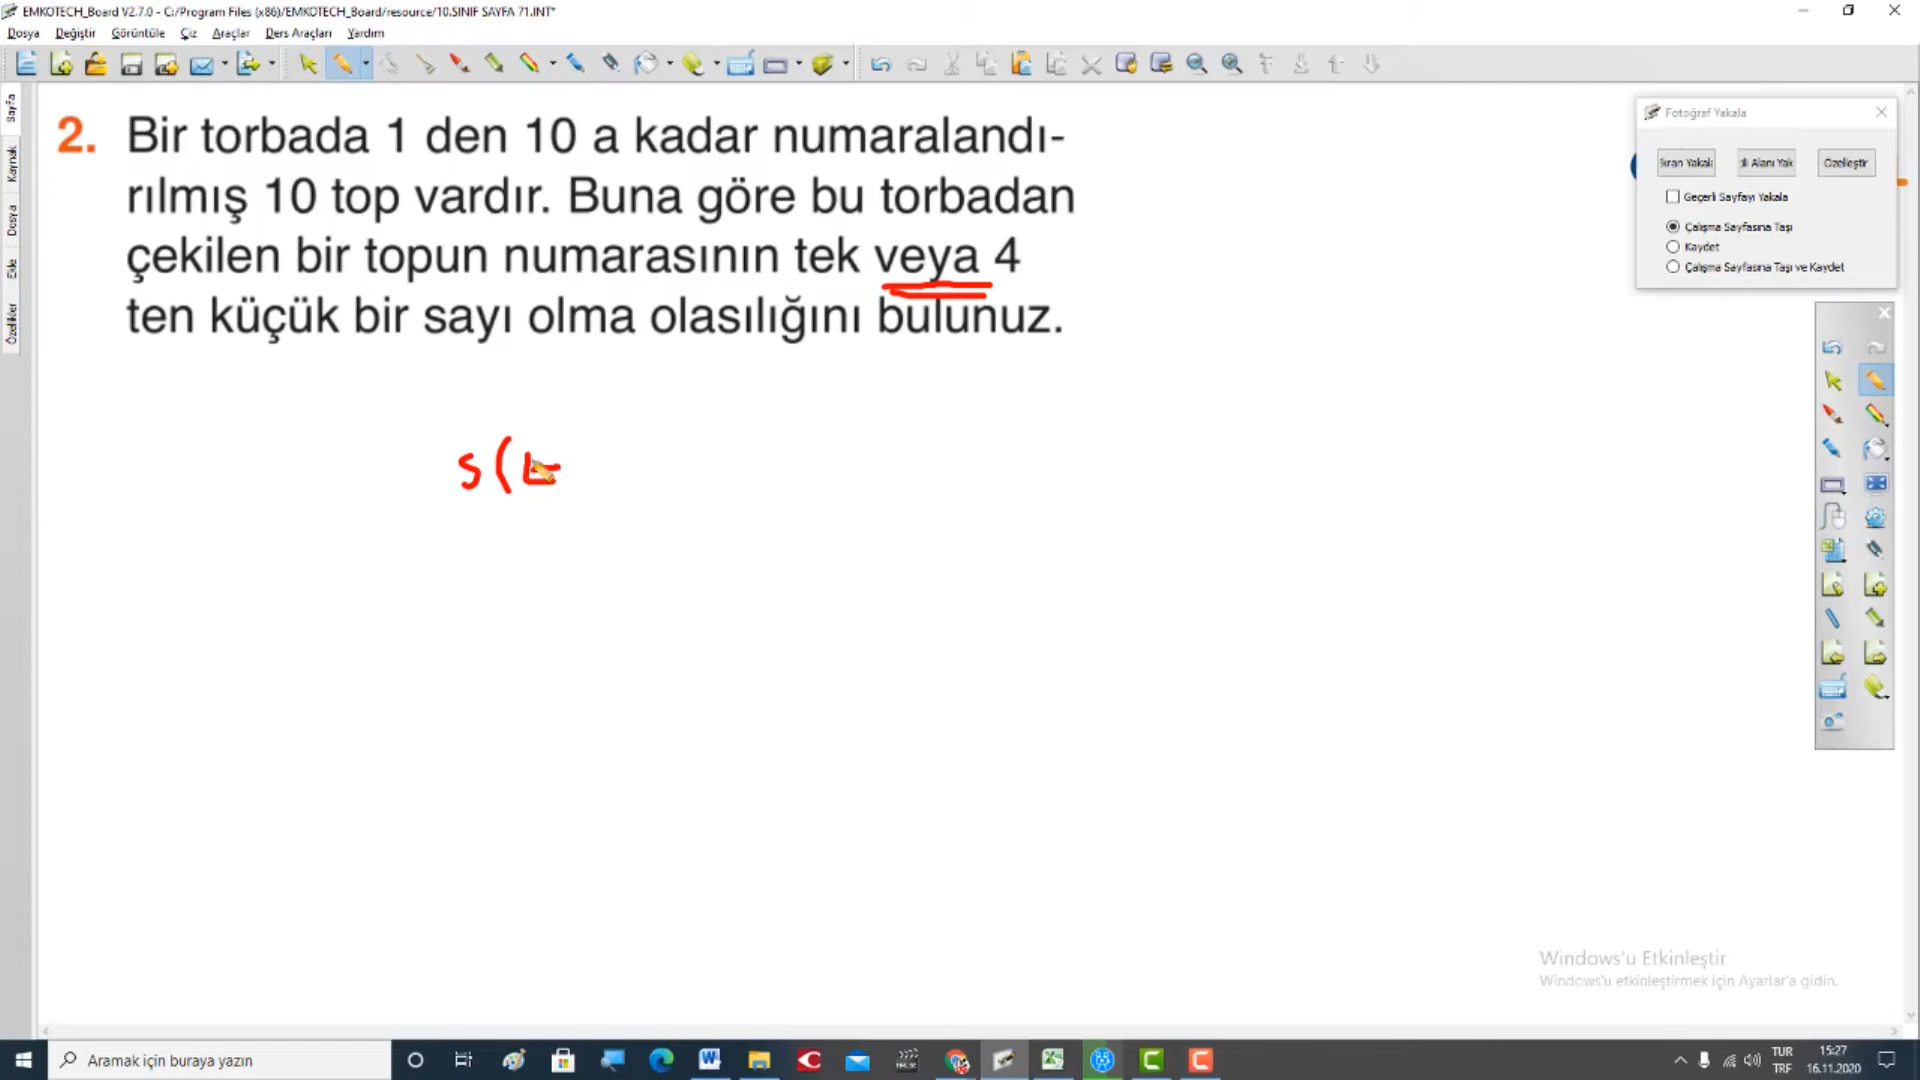 EMKOTECH_Board V2.7.0 - C:/Program Files (x86)/EMKOTECH_Board/resource/10.SINIF SAYFA 71.INT*
Dosya Değiştir Görüntüle Çiz Araçlar Ders Araçları Yardım
Sayfa
Kaynak
Dosya
Ekle
Özellikler
2. Bir torbada 1 den 10 a kadar numaralandı-
rılmış 10 top vardır. Buna göre bu torbadan
çekilen bir topun numarasının tek veya 4
ten küçük bir sayı olma olasılığını bulunuz.
s(E
Fotoğraf Yakala
Ekran Yakala
ili Alanı Yak
Özelleştir
Geçerli Sayfayı Yakala
Çalışma Sayfasına Taşı
Kaydet
Çalışma Sayfasına Taşı ve Kaydet
Windows'u Etkinleştir
Windows'u etkinleştirmek için Ayarlar'a gidin.
Aramak için buraya yazın
TUR
TRF
15:27
16.11.2020